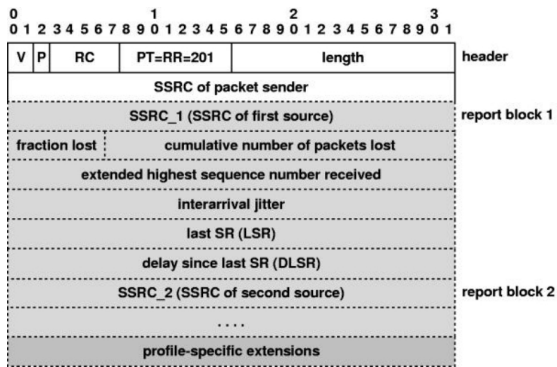 0 1 2 3
0 1 2 3 4 5 6 7 8 9 0 1 2 3 4 5 6 7 8 9 0 1 2 3 4 5 6 7 8 9 0 1
V P RC PT=RR=201 length header
SSRC of packet sender
SSRC_1 (SSRC of first source) report block 1
fraction lost cumulative number of packets lost
extended highest sequence number received
interarrival jitter
last SR (LSR)
delay since last SR (DLSR)
SSRC_2 (SSRC of second source) report block 2
. . . .
profile-specific extensions